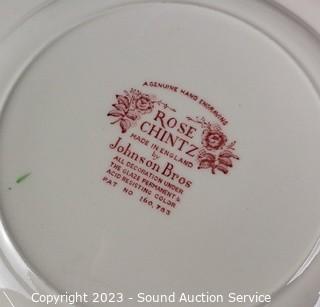 A GENUINE HAND ENGRAVING
ROSE
CHINTZ
MADE IN ENGLAND
by
Johnson Bros
ALL DECORATION UNDER
THE GLAZE PERMANENT &
ACID RESISTING COLOR
PAT NO 160,783
Copyright 2023 - Sound Auction Service